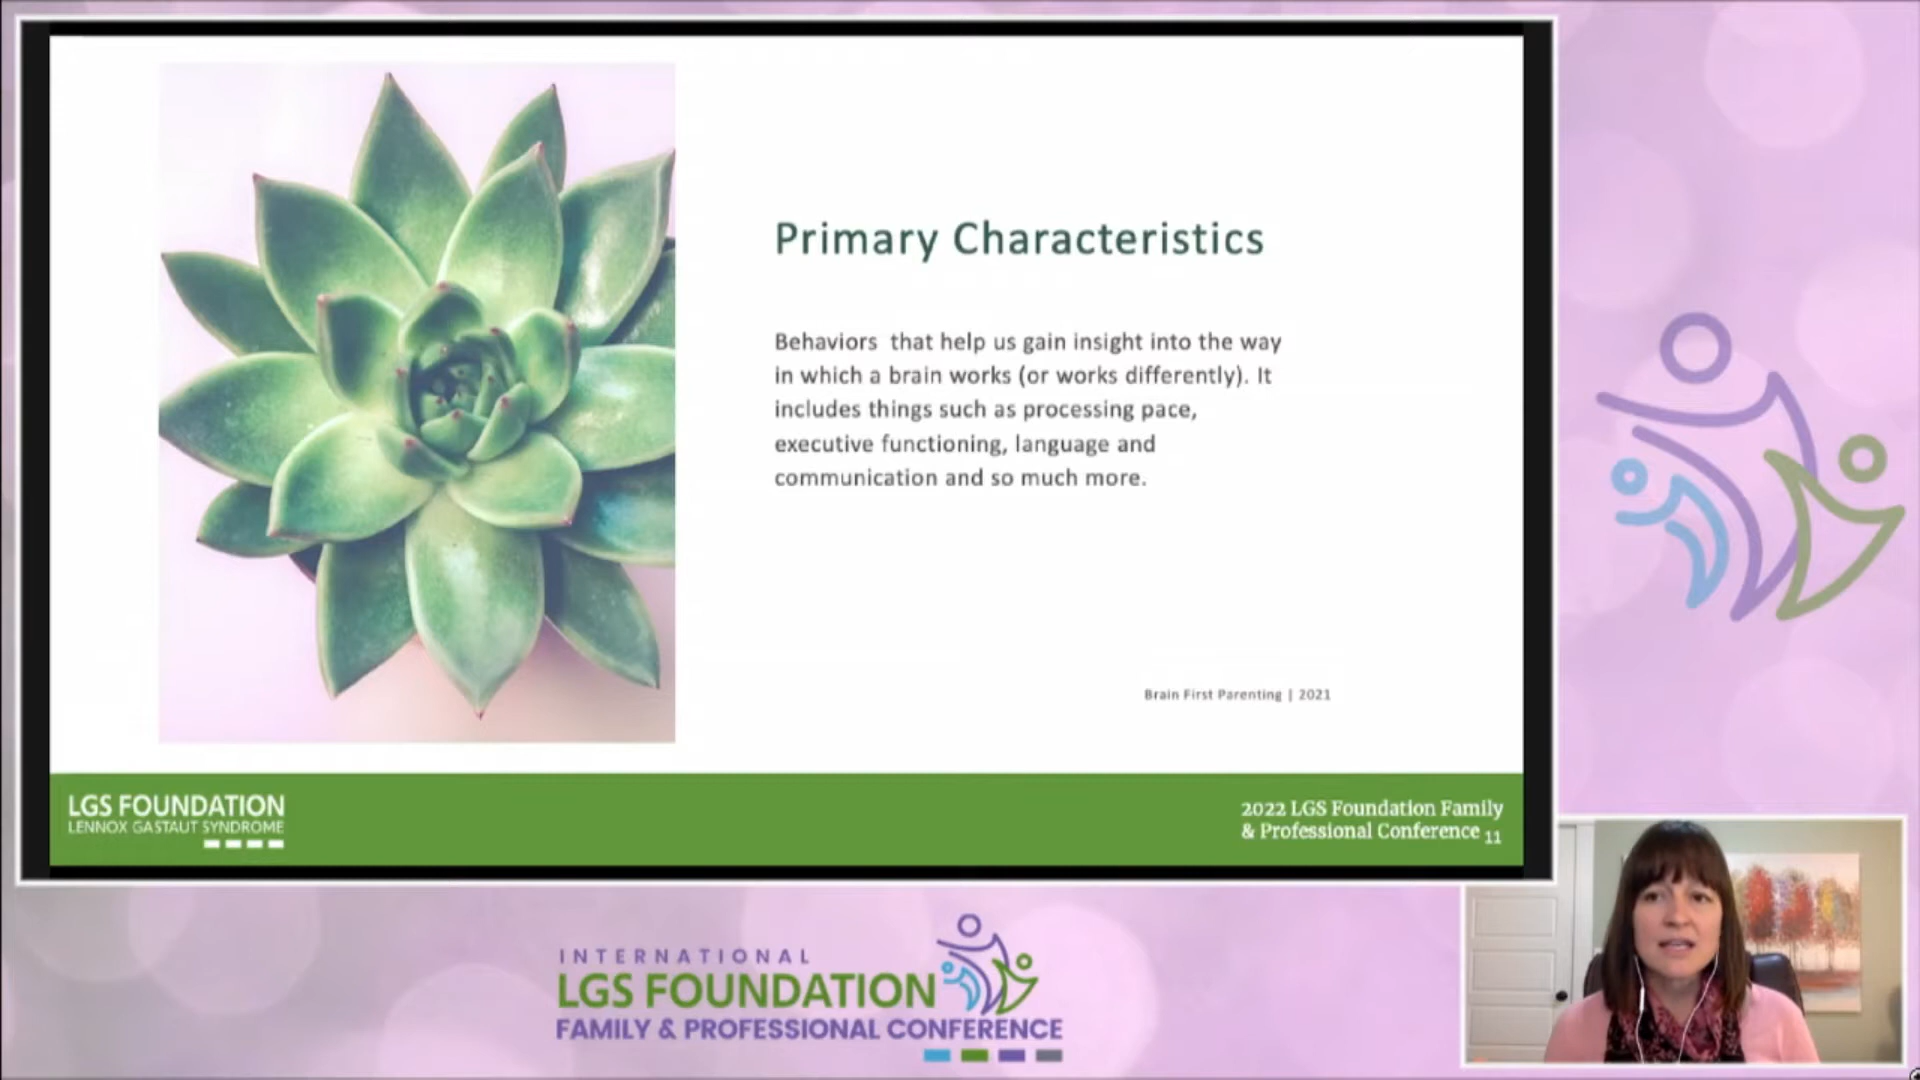 Primary Characteristics
Behaviors  that help us gain insight into the way
in which a brain works (or works differently). It
includes things such as processing pace,
executive functioning, language and
communication and so much more.
Brain First Parenting | 2021
LGS FOUNDATION
LENNOX GASTAUT SYNDROME
2022 LGS Foundation Family
& Professional Conference 11
INTERNATIONAL
LGS FOUNDATION
FAMILY & PROFESSIONAL CONFERENCE